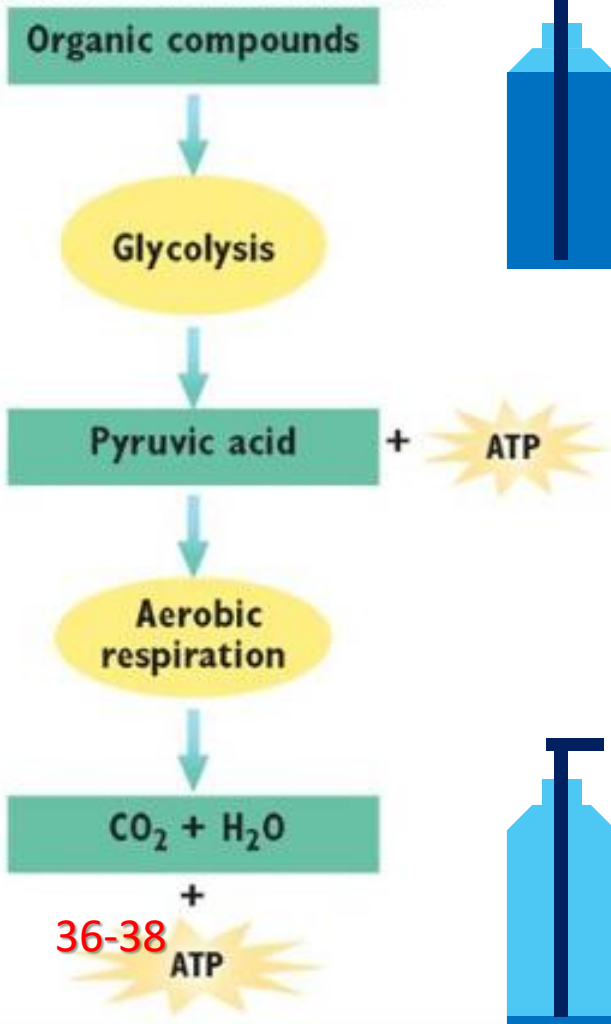 Organic compounds
Glycolysis
Pyruvic acid + ATP
Aerobic
respiration
CO₂ + H₂O
+
36-38
ATP